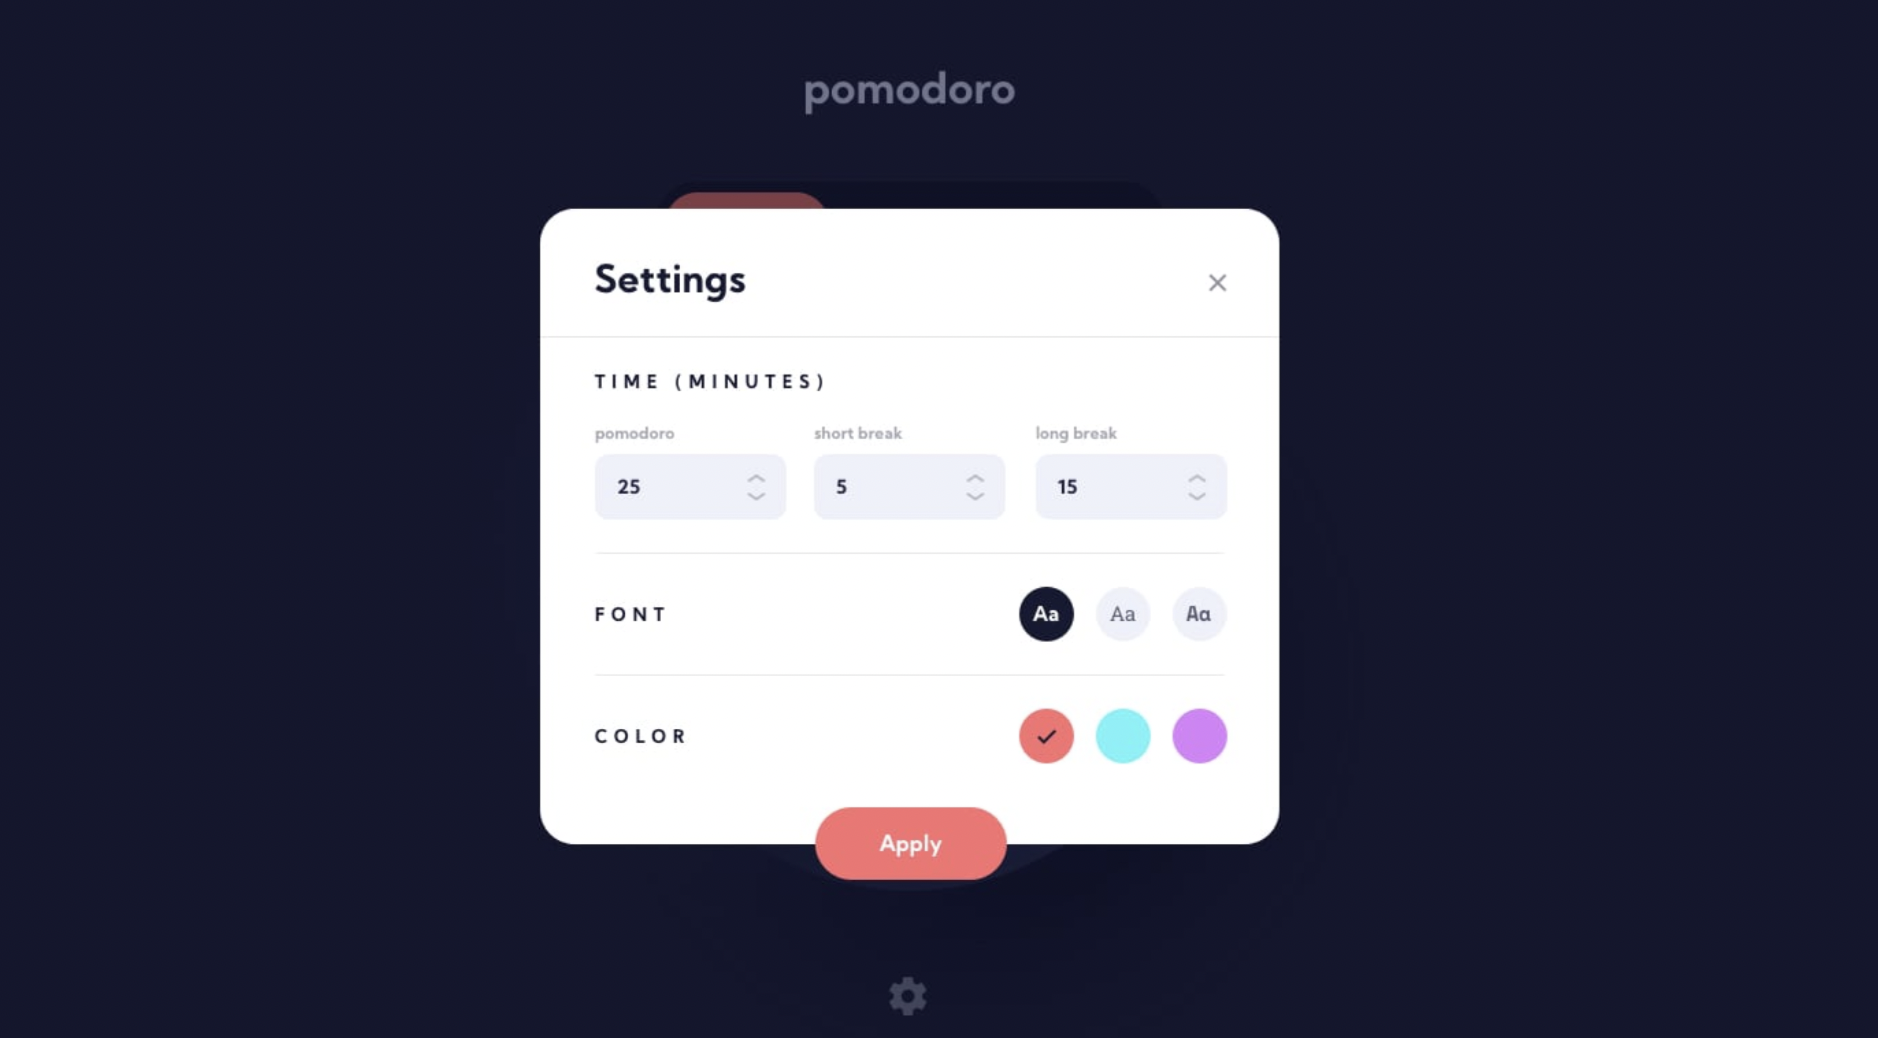 pomodoro
Settings
TIME (MINUTES)
pomodoro short break long break
25 5 15
FONT Aa Aa Aa
COLOR
Apply